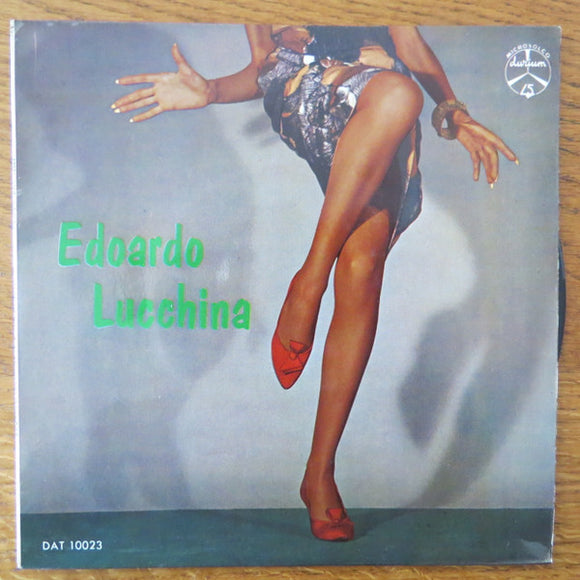 MICROSOLCO
durium
45
Edoardo
Lucchina
DAT 10023